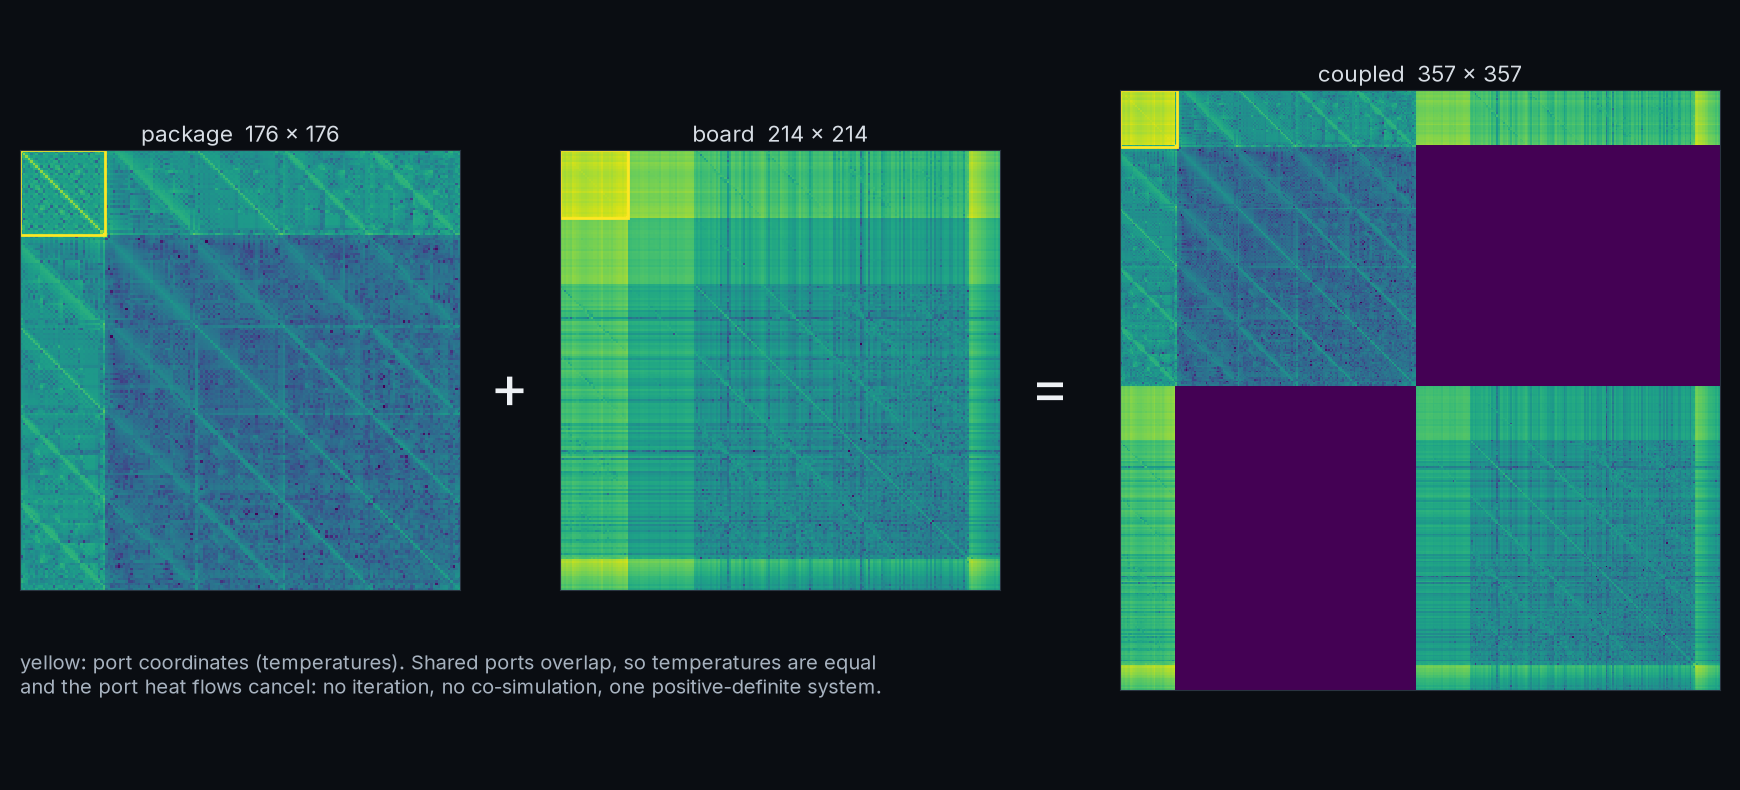 coupled 357 × 357
package 176 × 176
board 214 × 214
+
=
yellow: port coordinates (temperatures). Shared ports overlap, so temperatures are equal
and the port heat flows cancel: no iteration, no co-simulation, one positive-definite system.